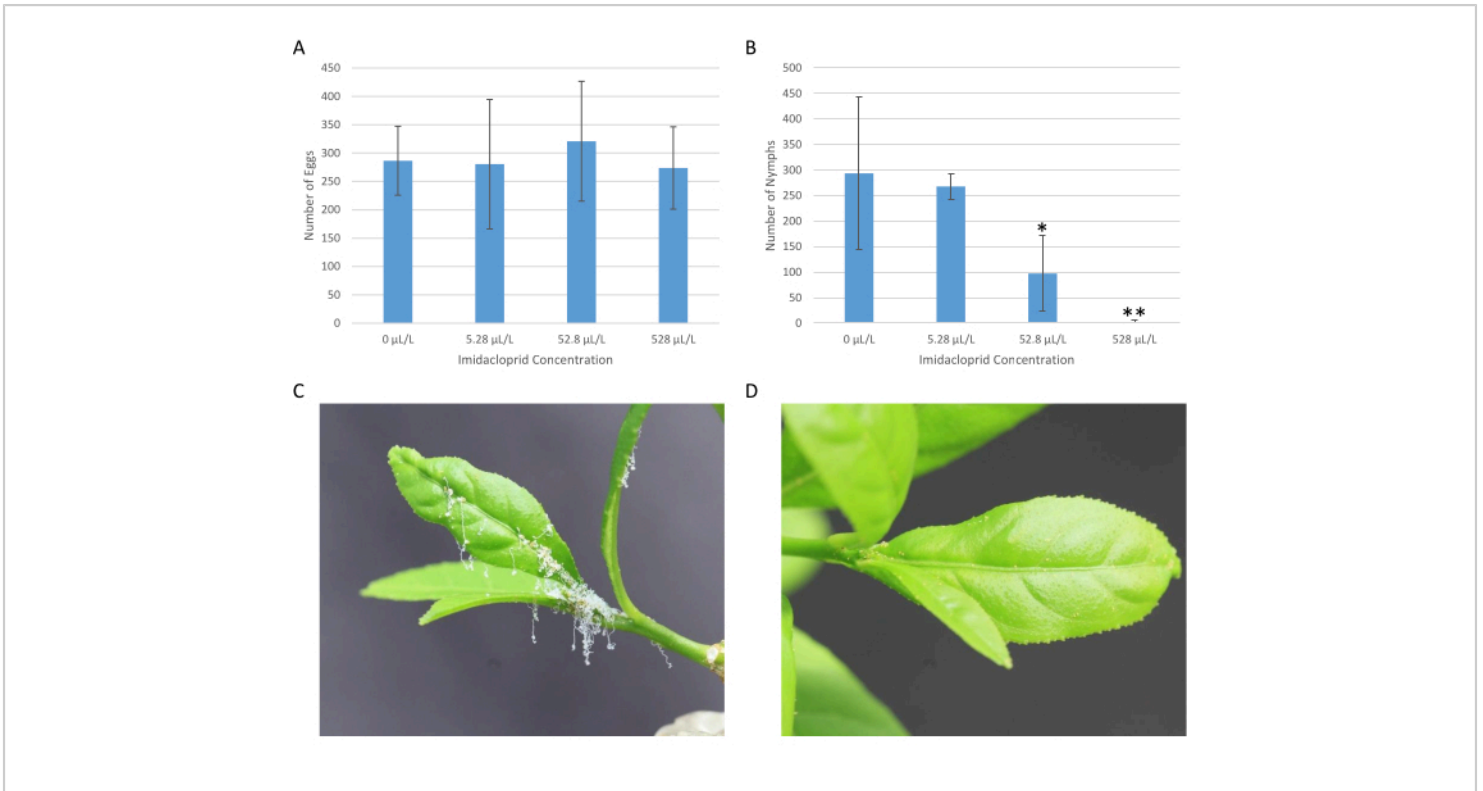 A
450
400
350
300
250
200
150
100
50
0
Number of Eggs
0 µL/L 5.28 µL/L 52.8 µL/L 528 µL/L
Imidacloprid Concentration
B
500
450
400
350
300
250
200
150
100
50
0
Number of Nymphs
*
**
0 µL/L 5.28 µL/L 52.8 µL/L 528 µL/L
Imidacloprid Concentration
C
D